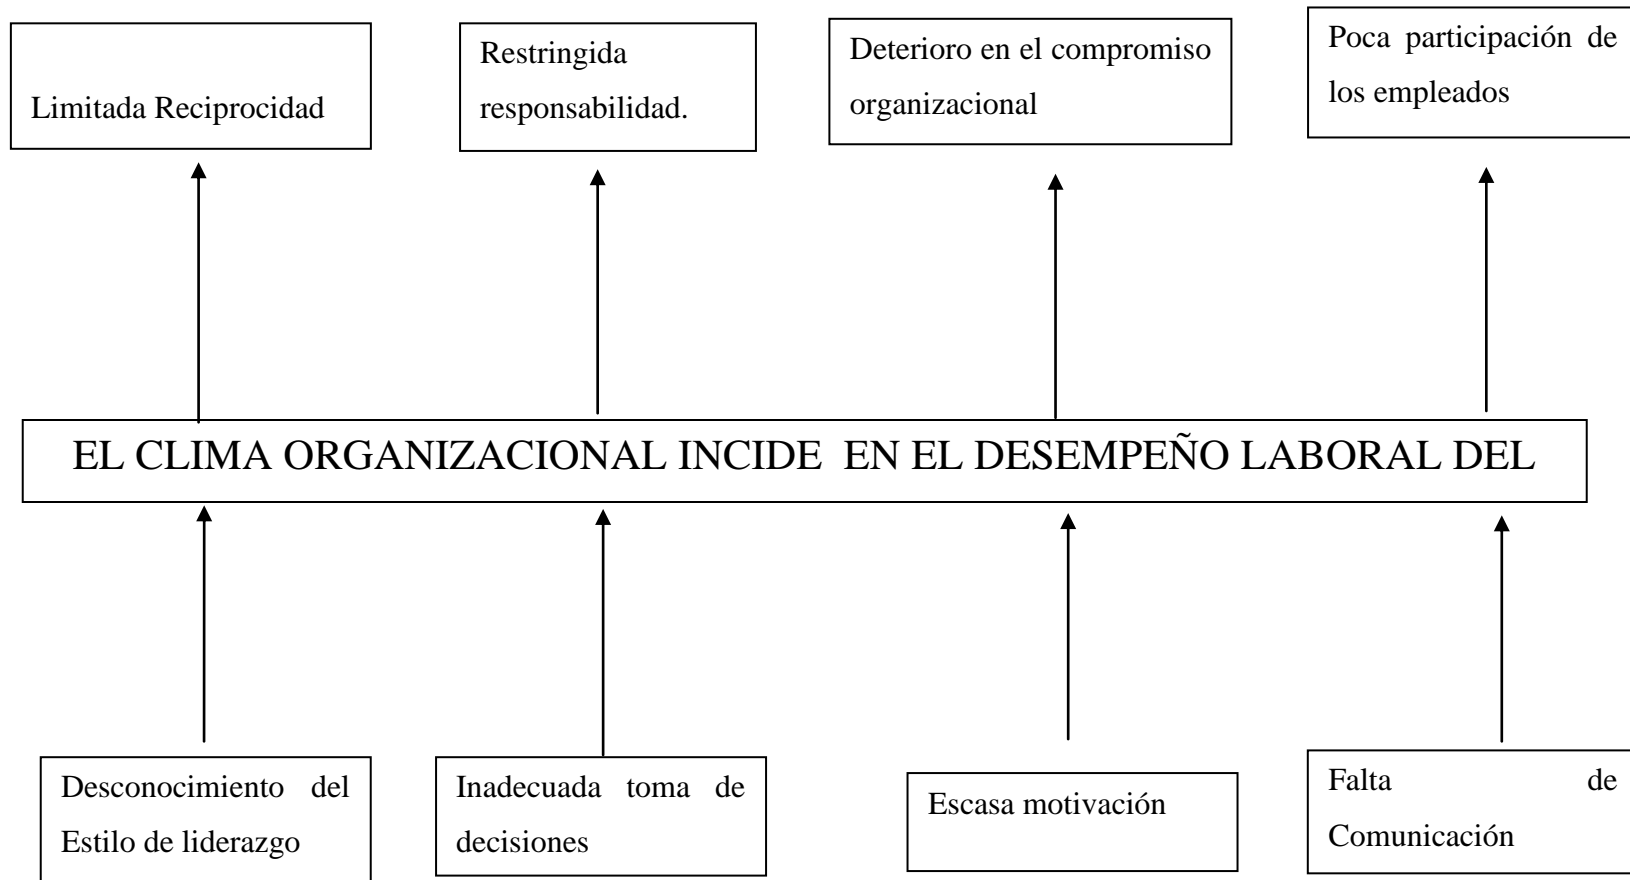 Limitada Reciprocidad
Restringida
responsabilidad.
Deterioro en el compromiso
organizacional
Poca participación de
los empleados
EL CLIMA ORGANIZACIONAL INCIDE EN EL DESEMPEÑO LABORAL DEL
Desconocimiento del
Estilo de liderazgo
Inadecuada toma de
decisiones
Escasa motivación
Falta de
Comunicación